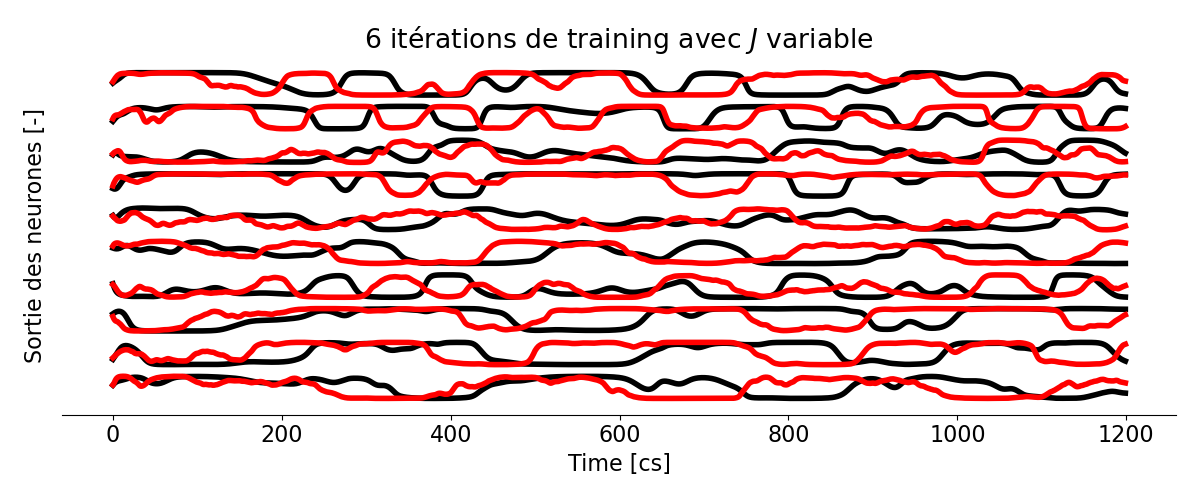 6 itérations de training avec J variable
Sortie des neurones [-]
0 200 400 600 800 1000 1200
Time [cs]